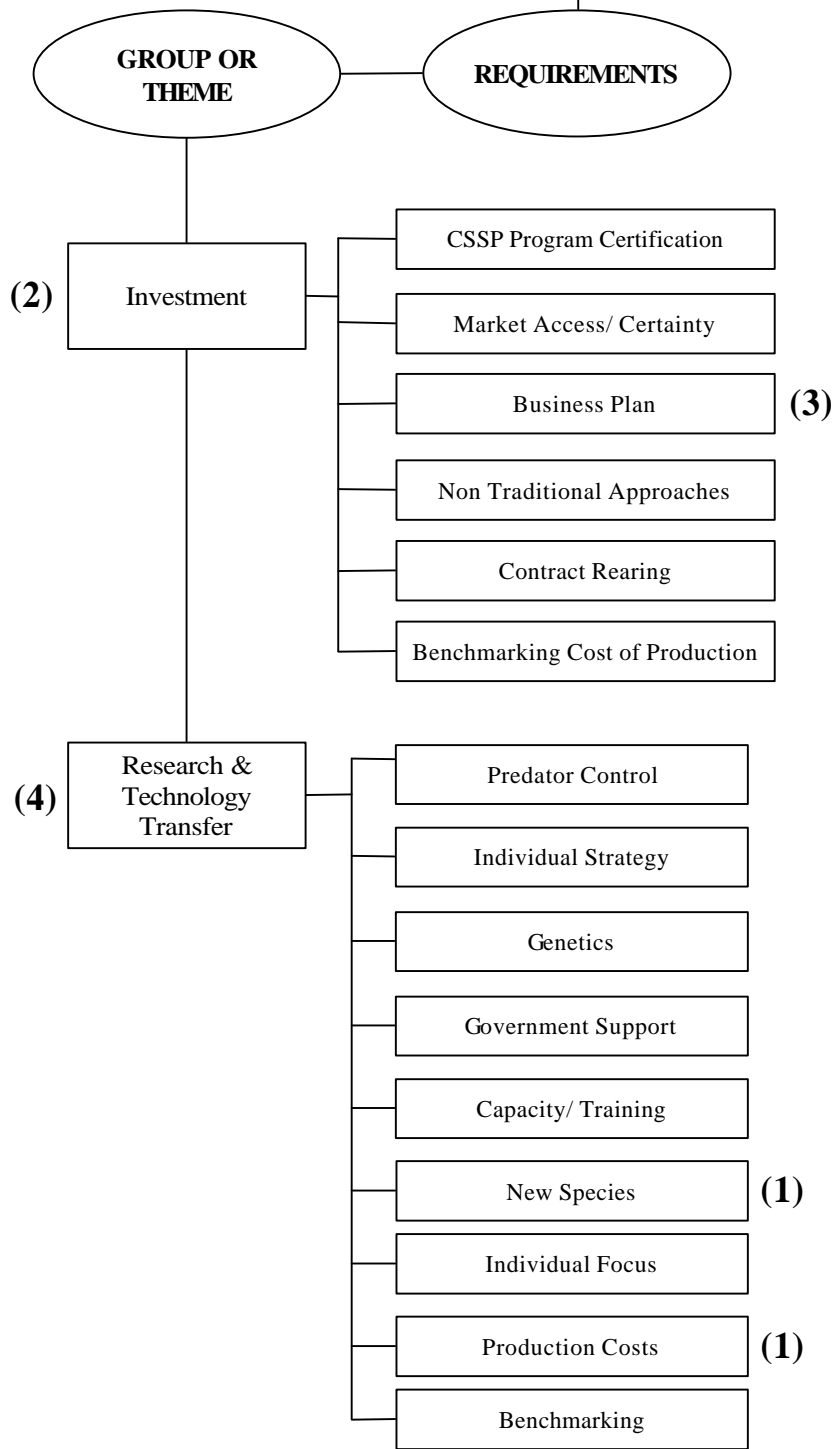 GROUP OR
THEME
REQUIREMENTS
CSSP Program Certification
(2)
Investment
Market Access/ Certainty
Business Plan
(3)
Non Traditional Approaches
Contract Rearing
Benchmarking Cost of Production
(4)
Research &
Technology
Transfer
Predator Control
Individual Strategy
Genetics
Government Support
Capacity/ Training
New Species
(1)
Individual Focus
Production Costs
(1)
Benchmarking